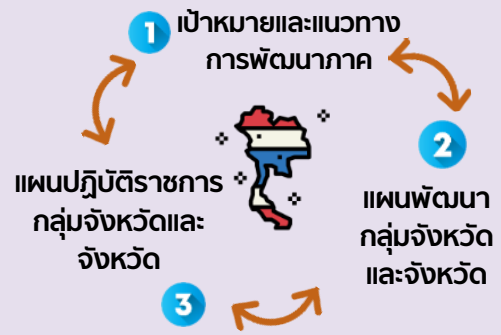 1
เป้าหมายและแนวทาง
การพัฒนาภาค
2
แผนพัฒนา
กลุ่มจังหวัด
และจังหวัด
3
แผนปฏิบัติราชการ
กลุ่มจังหวัดและ
จังหวัด